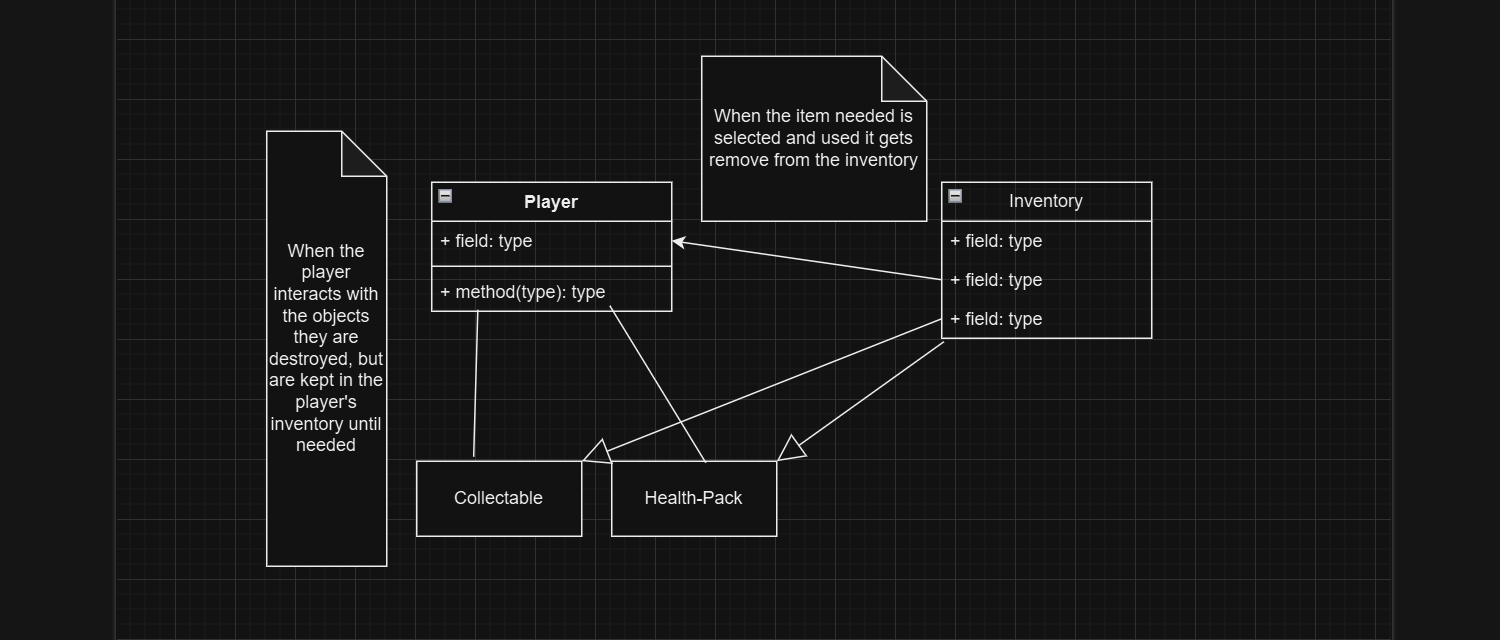 When the item needed is
selected and used it gets
remove from the inventory
When the
player
interacts with
the objects
they are
destroyed, but
are kept in the
player's
inventory until
needed
Player
+ field: type
+ method(type): type
Inventory
+ field: type
+ field: type
+ field: type
Collectable
Health-Pack